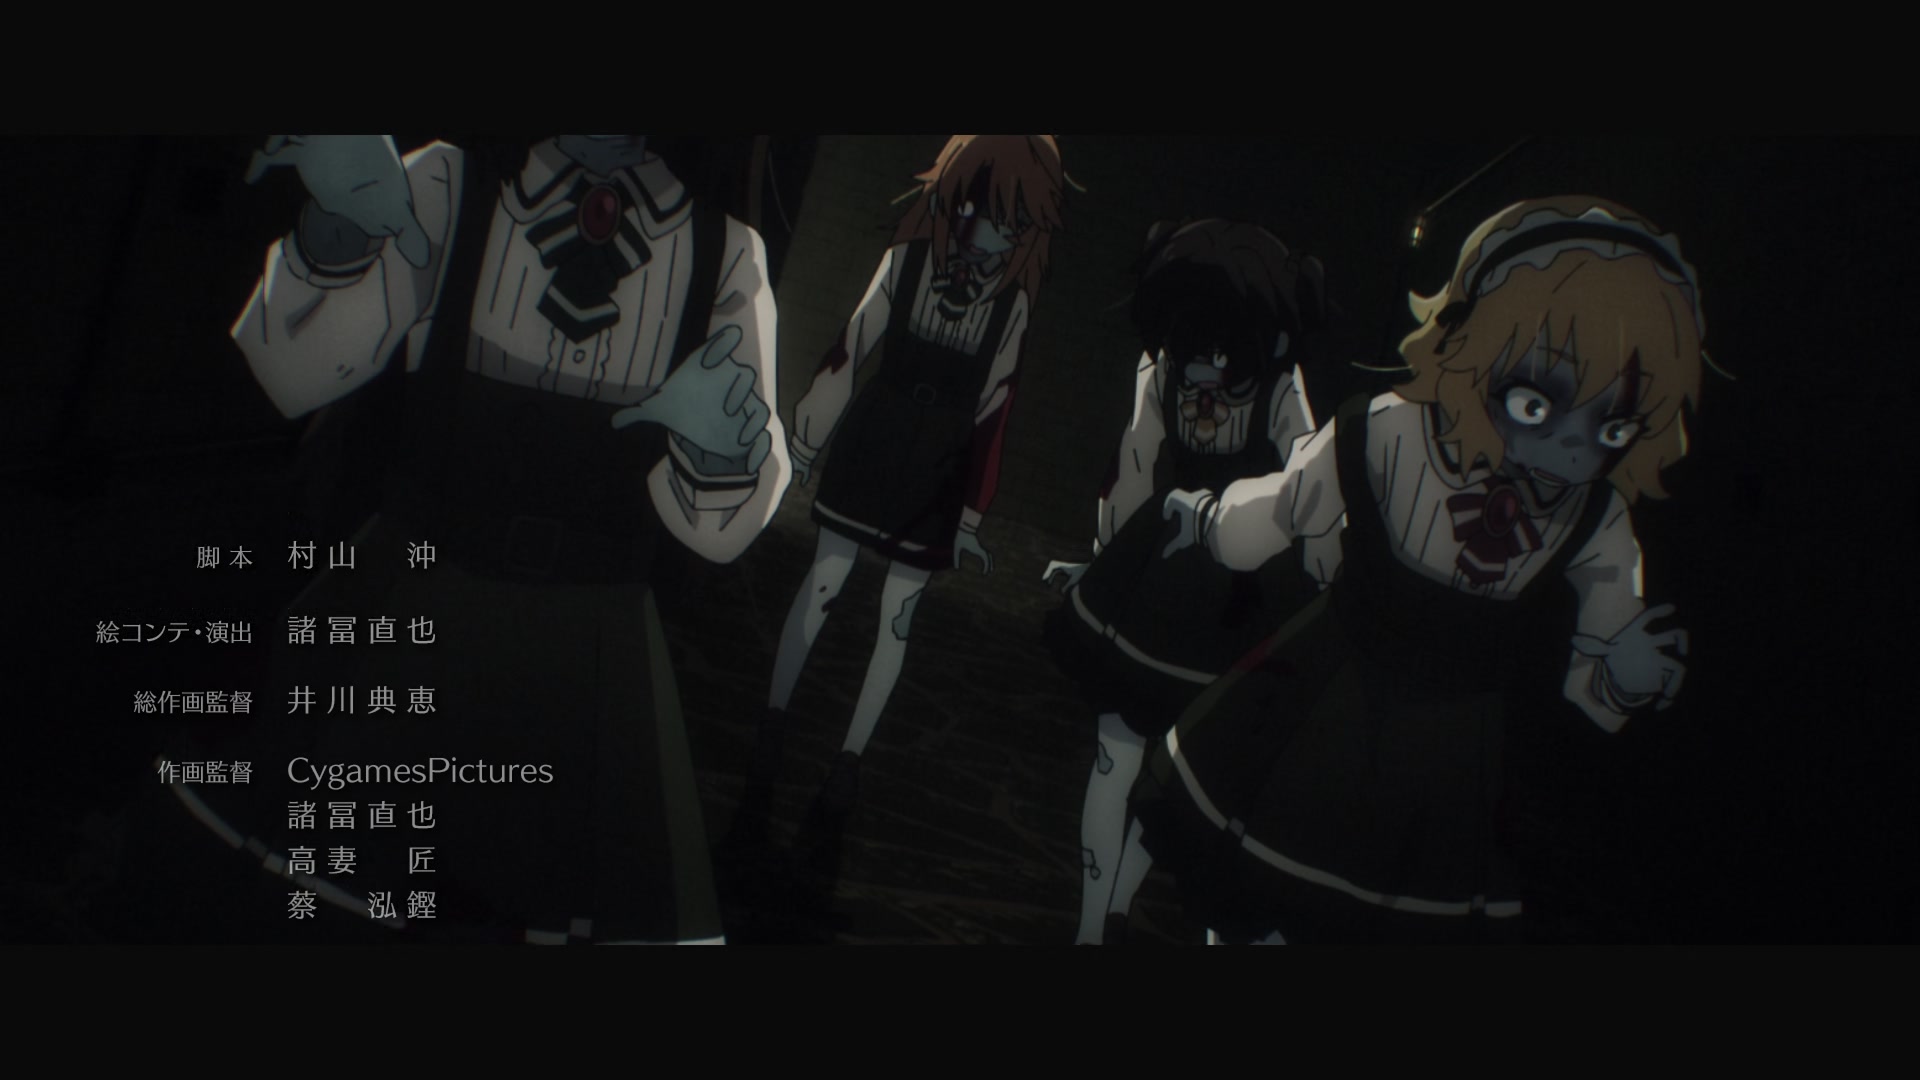 脚本 村山 沖
絵コンテ・演出 諸冨直也
総作画監督 井川典恵
作画監督 CygamesPictures
諸冨直也
高妻 匠
蔡 泓鏗